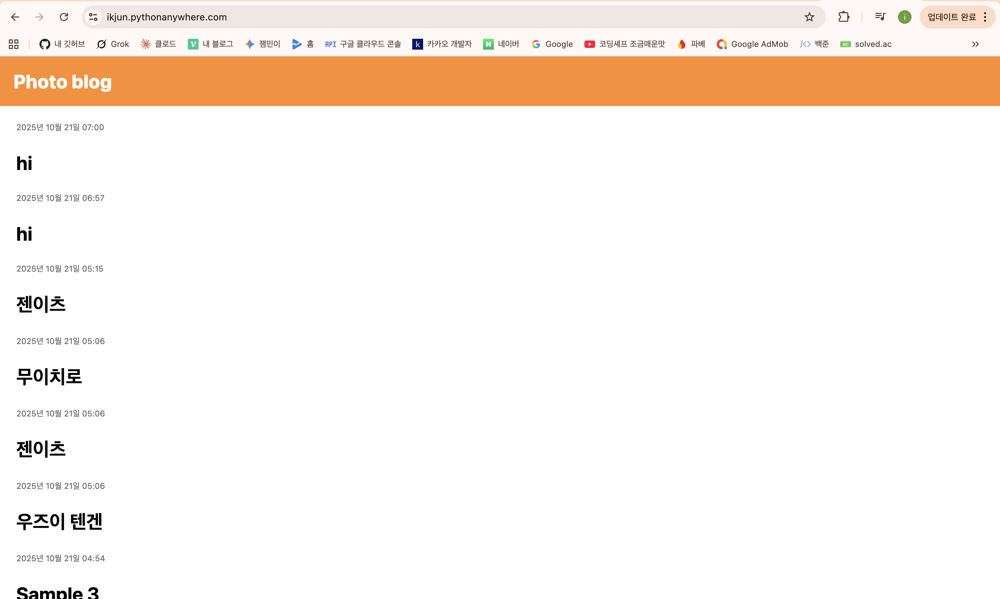 ikjun.pythonanywhere.com
i
업데이트 완료
내 깃허브 Grok 클로드 내 블로그 잼민이 홈 API 구글 클라우드 콘솔 k 카카오 개발자 N 네이버 Google 코딩셰프 조금매운맛 파베 Google AdMob 백준 AC solved.ac
Photo blog
2025년 10월 21일 07:00
hi
2025년 10월 21일 06:57
hi
2025년 10월 21일 05:15
젠이츠
2025년 10월 21일 05:06
무이치로
2025년 10월 21일 05:06
젠이츠
2025년 10월 21일 05:06
우즈이 텐겐
2025년 10월 21일 04:54
Sample 3